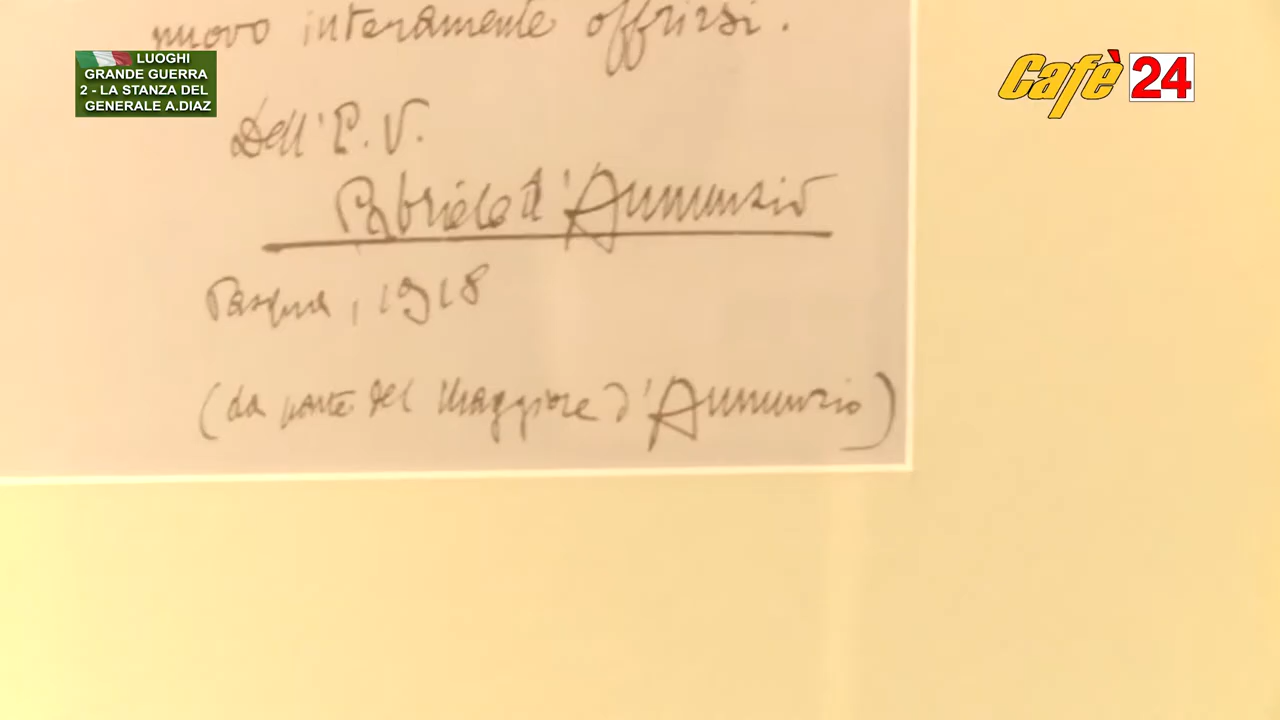 nuovo interamente offrirsi.
LUOGHI
GRANDE GUERRA
2 - LA STANZA DEL
GENERALE A.DIAZ
Cafè 24
Dell' E. V.
Gabriele d'Annunzio
Pasqua, 1918
(da parte del Maggiore d'Annunzio)